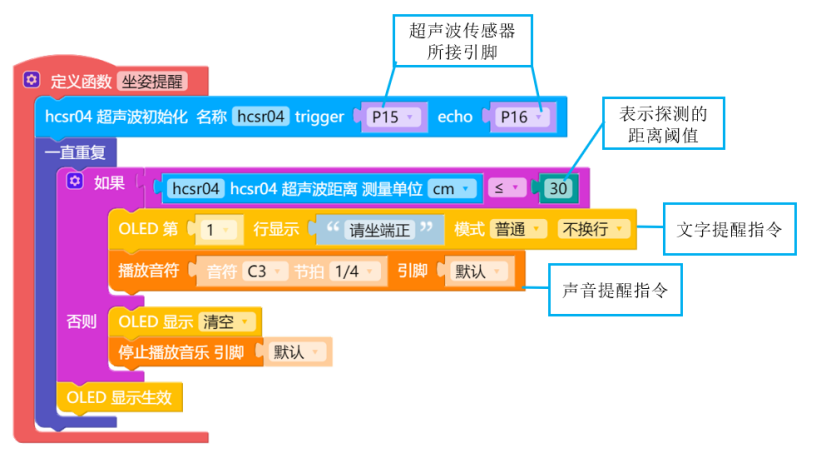 超声波传感器
所接引脚
定义函数 坐姿提醒
hcsr04 超声波初始化 名称 hcsr04 trigger P15 echo P16
表示探测的
距离阈值
一直重复
如果 hcsr04 hcsr04 超声波距离 测量单位 cm ≤ 30
OLED 第 1 行显示 “ 请坐端正 ” 模式 普通 不换行
文字提醒指令
播放音符 音符 C3 节拍 1/4 引脚 默认
声音提醒指令
否则 OLED 显示 清空
停止播放音乐 引脚 默认
OLED 显示生效